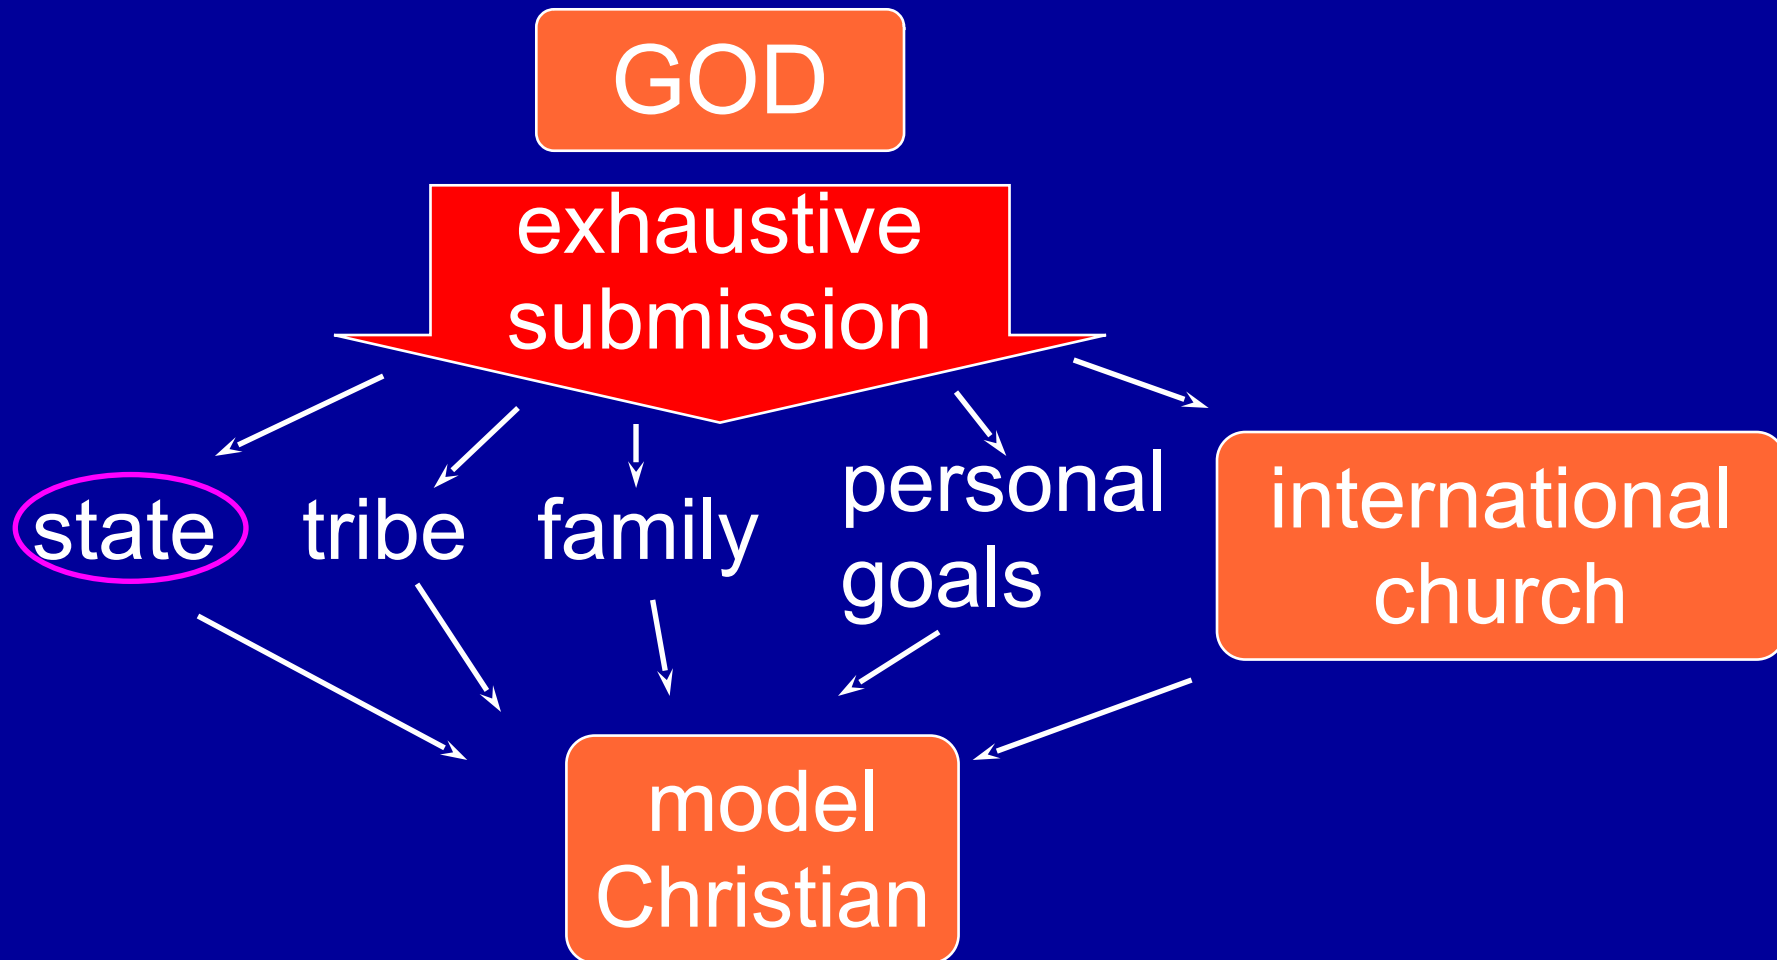 GOD
exhaustive
submission
state
tribe
family
personal
goals
international
church
model
Christian